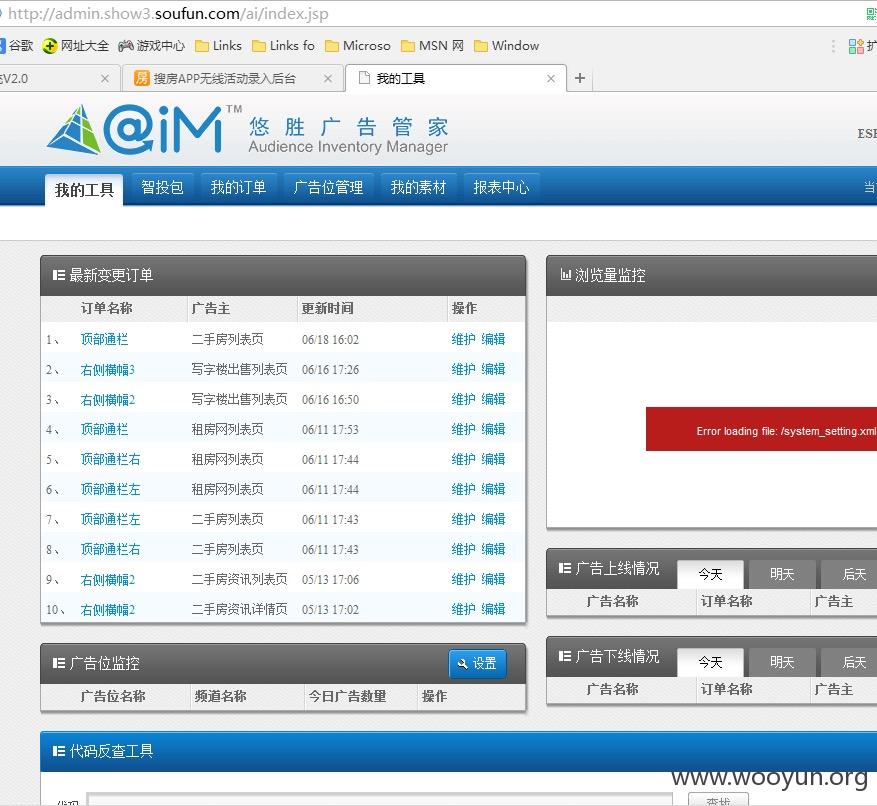 http://admin.show3.soufun.com/ai/index.jsp
谷歌 网址大全 游戏中心 Links Links fo Microso MSN 网 Window 扩
V2.0 搜房APP无线活动录入后台 我的工具
@iM TM 悠胜广告管家
Audience Inventory Manager
ESF
我的工具 智投包 我的订单 广告位管理 我的素材 报表中心 当
最新变更订单
订单名称 广告主 更新时间 操作
1、 顶部通栏 二手房列表页 06/18 16:02 维护 编辑
2、 右侧横幅3 写字楼出售列表页 06/16 17:26 维护 编辑
3、 右侧横幅2 写字楼出售列表页 06/16 16:50 维护 编辑
4、 顶部通栏 租房网列表页 06/11 17:53 维护 编辑
5、 顶部通栏右 租房网列表页 06/11 17:44 维护 编辑
6、 顶部通栏左 租房网列表页 06/11 17:44 维护 编辑
7、 顶部通栏左 二手房列表页 06/11 17:43 维护 编辑
8、 顶部通栏右 二手房列表页 06/11 17:43 维护 编辑
9、 右侧横幅2 二手房资讯列表页 05/13 17:06 维护 编辑
10、 右侧横幅2 二手房资讯详情页 05/13 17:02 维护 编辑
广告位监控 设置
广告位名称 频道名称 今日广告数量 操作
代码反查工具
代码 查找
浏览量监控
Error loading file: /system_setting.xml
广告上线情况 今天 明天 后天
广告名称 订单名称 广告主
广告下线情况 今天 明天 后天
广告名称 订单名称 广告主
www.wooyun.org